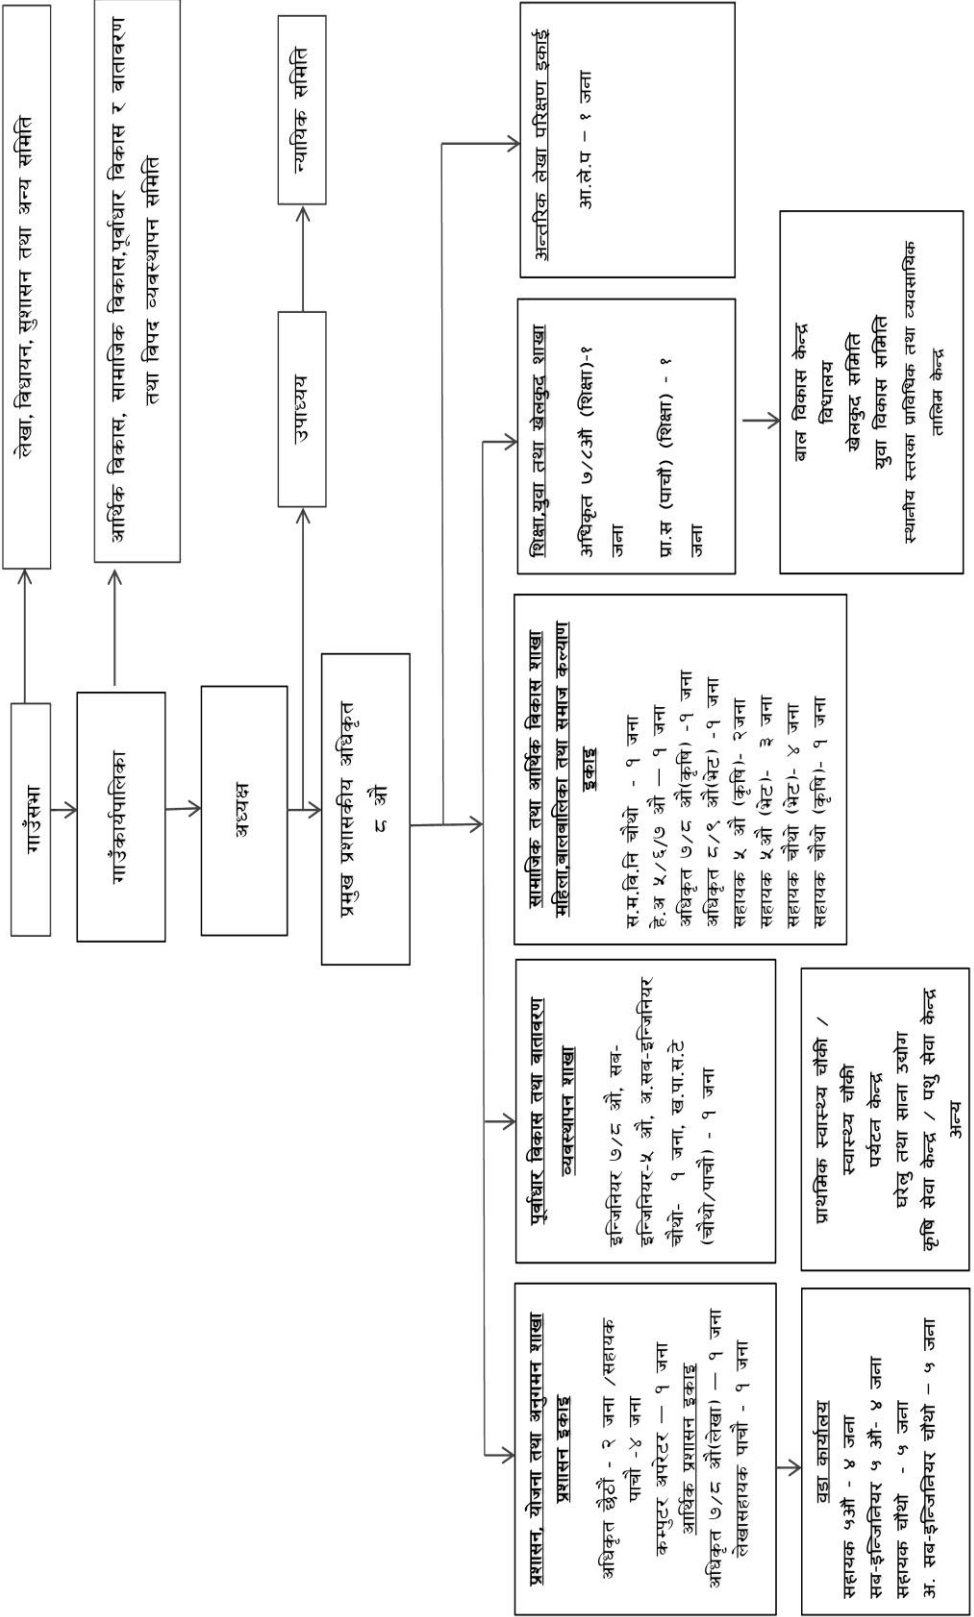 गाउँसभा
लेखा, विधायन, सुशासन तथा अन्य समिति
गाउँकार्यपालिका
आर्थिक विकास, सामाजिक विकास,पूर्वाधार विकास र वातावरण
तथा विपद व्यवस्थापन समिति
अध्यक्ष
उपाध्यय
न्यायिक समिति
प्रमुख प्रशासकीय अधिकृत
८ औ
प्रशासन, योजना तथा अनुगमन शाखा
प्रशासन इकाइ
अधिकृत छैठौं - २ जना /सहायक
पाचौ -४ जना
कम्पुटर अपरेटर — १ जना
आर्थिक प्रशासन इकाइ
अधिकृत ७/८ औ(लेखा) — १ जना
लेखासहायक पाचौ - १ जना
पूर्वाधार विकास तथा वातावरण
व्यवस्थापन शाखा
इन्जिनियर ७/८ औ, सब-
इन्जिनियर-५ औ, अ.सब-इन्जिनियर
चौथो- १ जना, ख.पा.स.टे
(चौथो/पाचौ) - १ जना
सामाजिक तथा आर्थिक विकास शाखा
महिला,बालबालिका तथा समाज कल्याण
इकाइ
स.म.वि.नि चौथो - १ जना
हे.अ ५/६/७ औ — १ जना
अधिकृत ७/८ औ(कृषि) -१ जना
अधिकृत ८/९ औ(भेट) -१ जना
सहायक ५ औ (कृषि)- २जना
सहायक ५औ (भेट)- ३ जना
सहायक चौथो (भेट)- ४ जना
सहायक चौथो (कृषि)- १ जना
शिक्षा,युवा तथा खेलकुद शाखा
अधिकृत ७/८औ (शिक्षा)-१
जना
प्रा.स (पाचौ) (शिक्षा) - १
जना
अन्तरिक लेखा परिक्षण इकाई
आ.ले.प – १ जना
वडा कार्यालय
सहायक ५औ - ४ जना
सब-इन्जिनियर ५ औ- ४ जना
सहायक चौथो - ५ जना
अ. सब-इन्जिनियर चौथो – ५ जना
प्राथमिक स्वास्थ्य चौकी /
स्वास्थ्य चौकी
पर्यटन केन्द्र
घरेलु तथा साना उयोग
कृषि सेवा केन्द्र / पशु सेवा केन्द्र
अन्य
बाल विकास केन्द्र
विधालय
खेलकुद समिति
युवा विकास समिति
स्थानीय स्तरका प्राविधिक तथा व्यवसायिक
तालिम केन्द्र